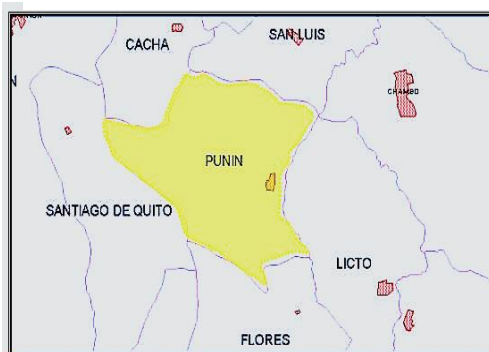 SAN LUIS
CACHA
N
CHAMBO
PUNIN
SANTIAGO DE QUITO
LICTO
FLORES